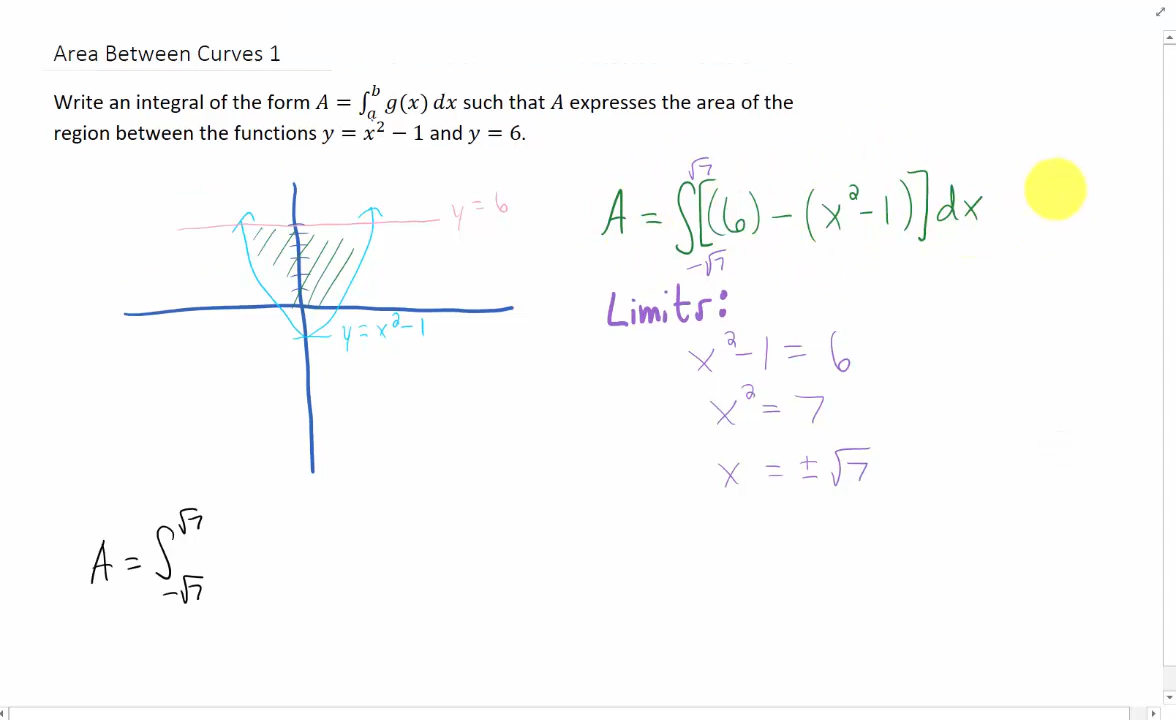 Area Between Curves 1
Write an integral of the form A = ∫ₐᵇ g(x) dx such that A expresses the area of the
region between the functions y = x² − 1 and y = 6.
y = 6
y = x² − 1
A = ∫_{-√7}^{√7} [(6) − (x² − 1)] dx
Limits:
x² − 1 = 6
x² = 7
x = ± √7
A = ∫_{-√7}^{√7}